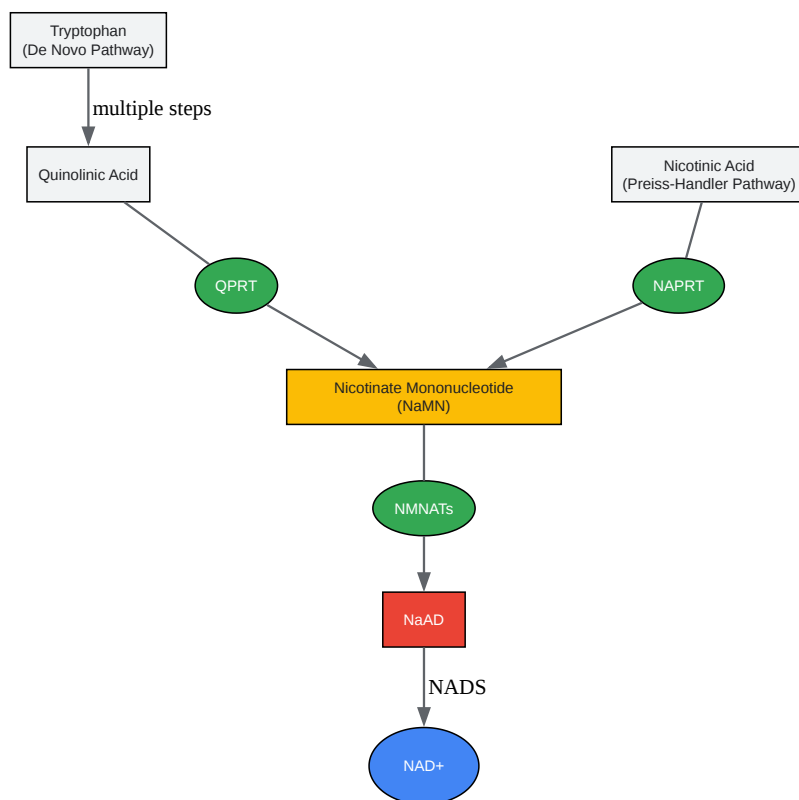 Tryptophan
(De Novo Pathway)
multiple steps
Quinolinic Acid
Nicotinic Acid
(Preiss-Handler Pathway)
QPRT
NAPRT
Nicotinate Mononucleotide
(NaMN)
NMNATs
NaAD
NADS
NAD+